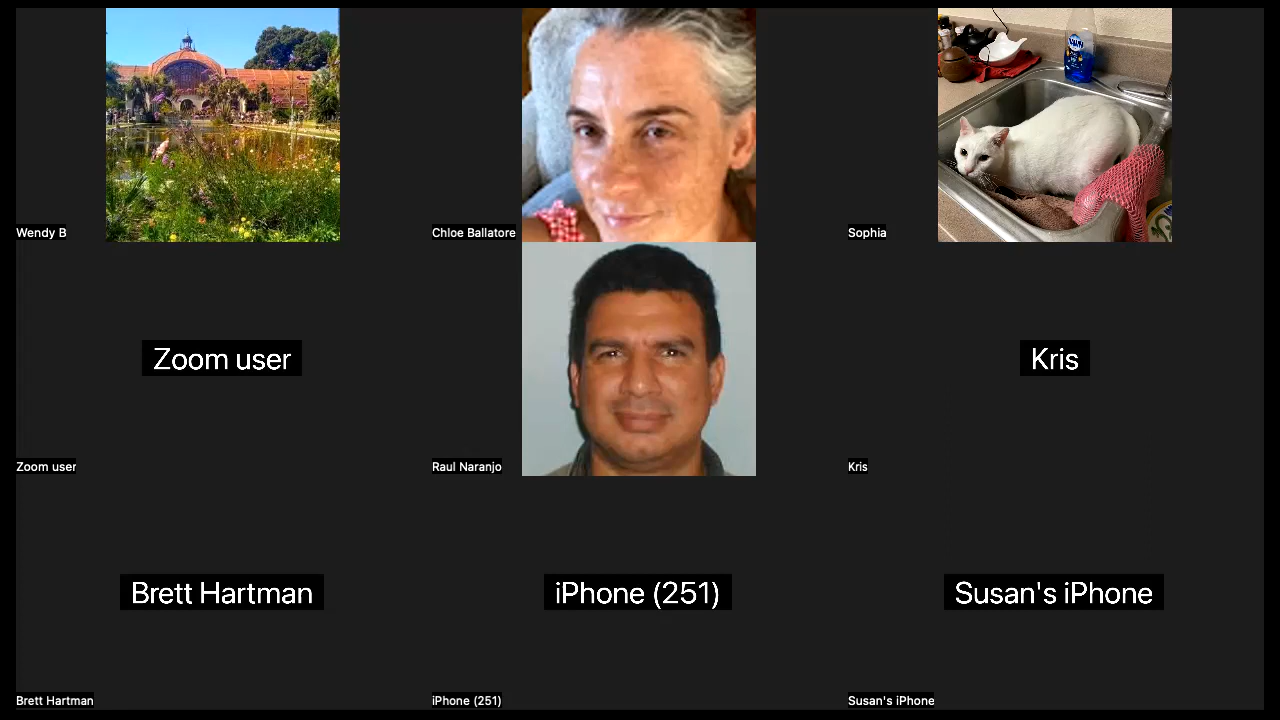 Wendy B
Chloe Ballatore
Sophia
Zoom user
Kris
Zoom user
Raul Naranjo
Kris
Brett Hartman
iPhone (251)
Susan's iPhone
Brett Hartman
iPhone (251)
Susan's iPhone